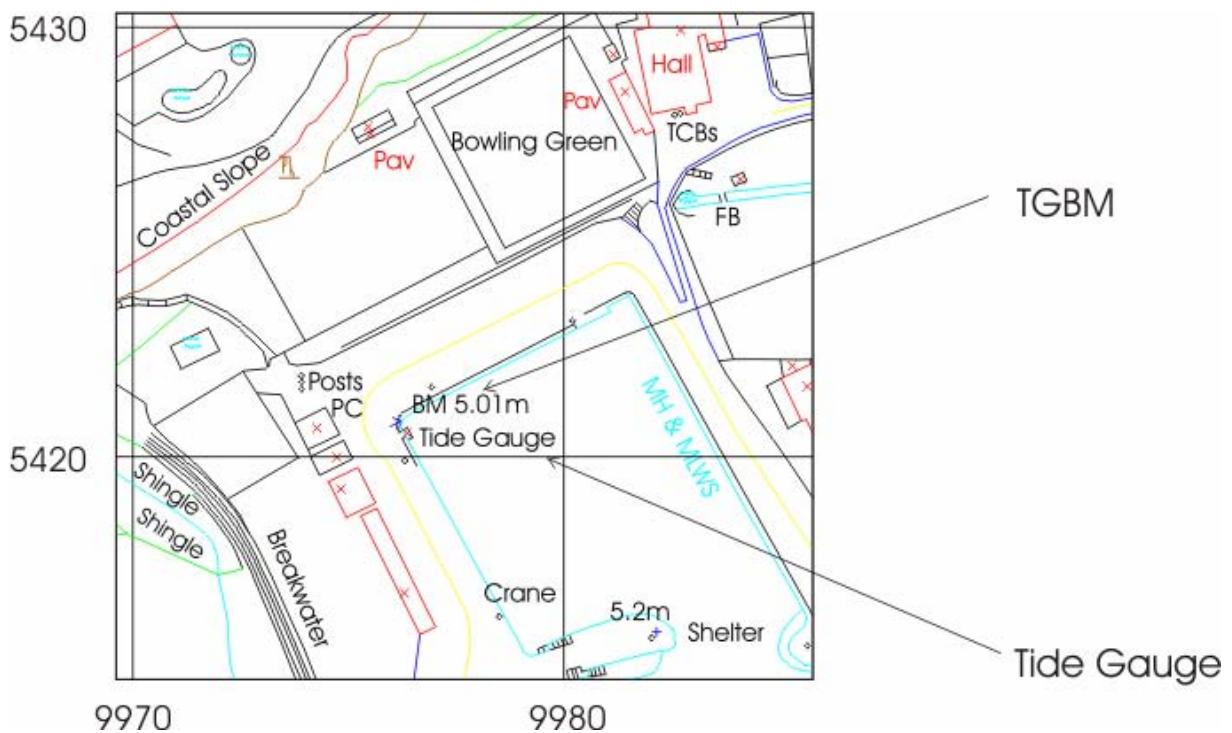 5430
Hall
Pav
TCBs
Bowling Green
Pav
Coastal Slope
FB
TGBM
Posts
PC
BM 5.01m
Tide Gauge
MH & MLWS
5420
Shingle
Shingle
Breakwater
Crane
5.2m
Shelter
Tide Gauge
9970
9980